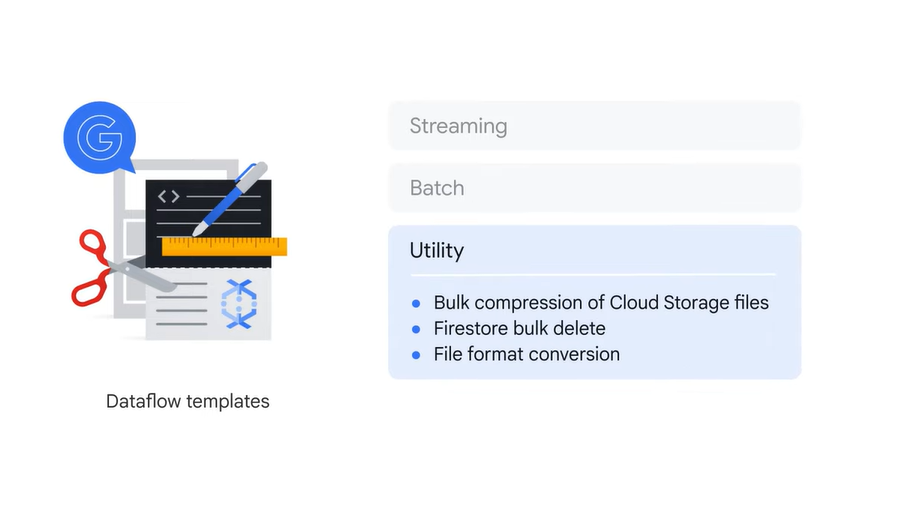 G
Streaming
Batch
Utility
Bulk compression of Cloud Storage files
Firestore bulk delete
File format conversion
<>
Dataflow templates